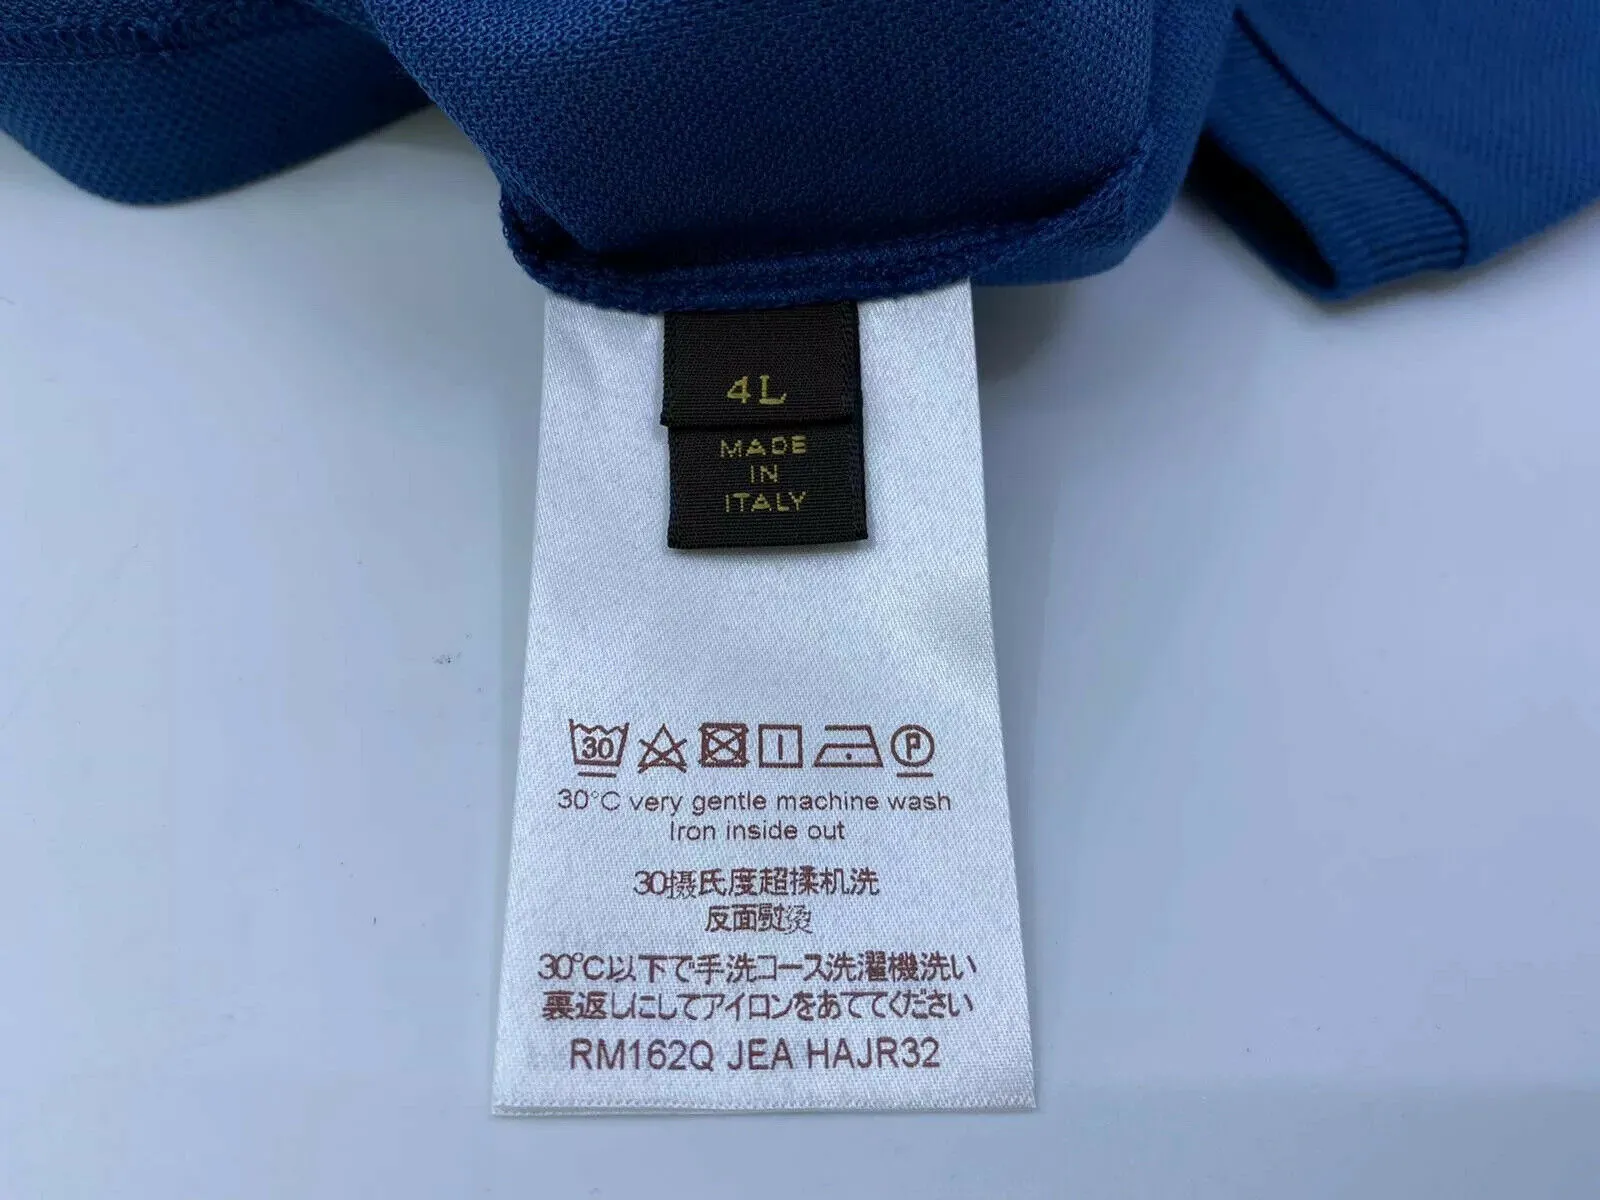 4L
MADE
IN
ITALY
30 P
30°C very gentle machine wash
Iron inside out
30摄氏度超揉机洗
反面熨烫
30°C以下で手洗コース洗濯機洗い
裏返しにしてアイロンをあててください
RM162Q JEA HAJR32